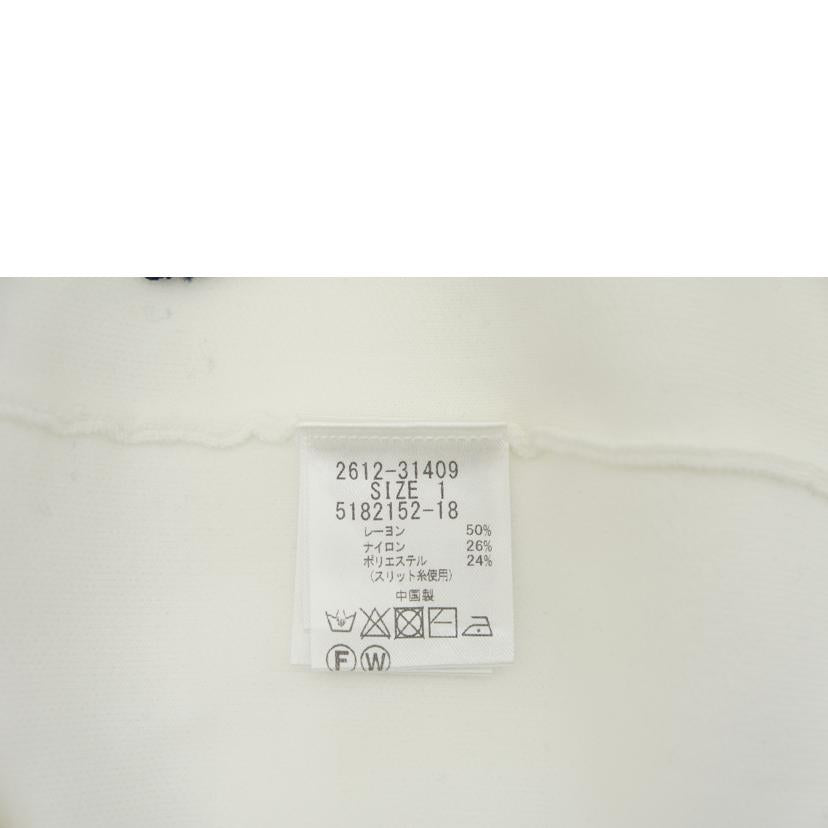 2612-31409
SIZE 1
5182152-18
レーヨン 50%
ナイロン 26%
ポリエステル 24%
(スリット糸使用)
中国製
F W